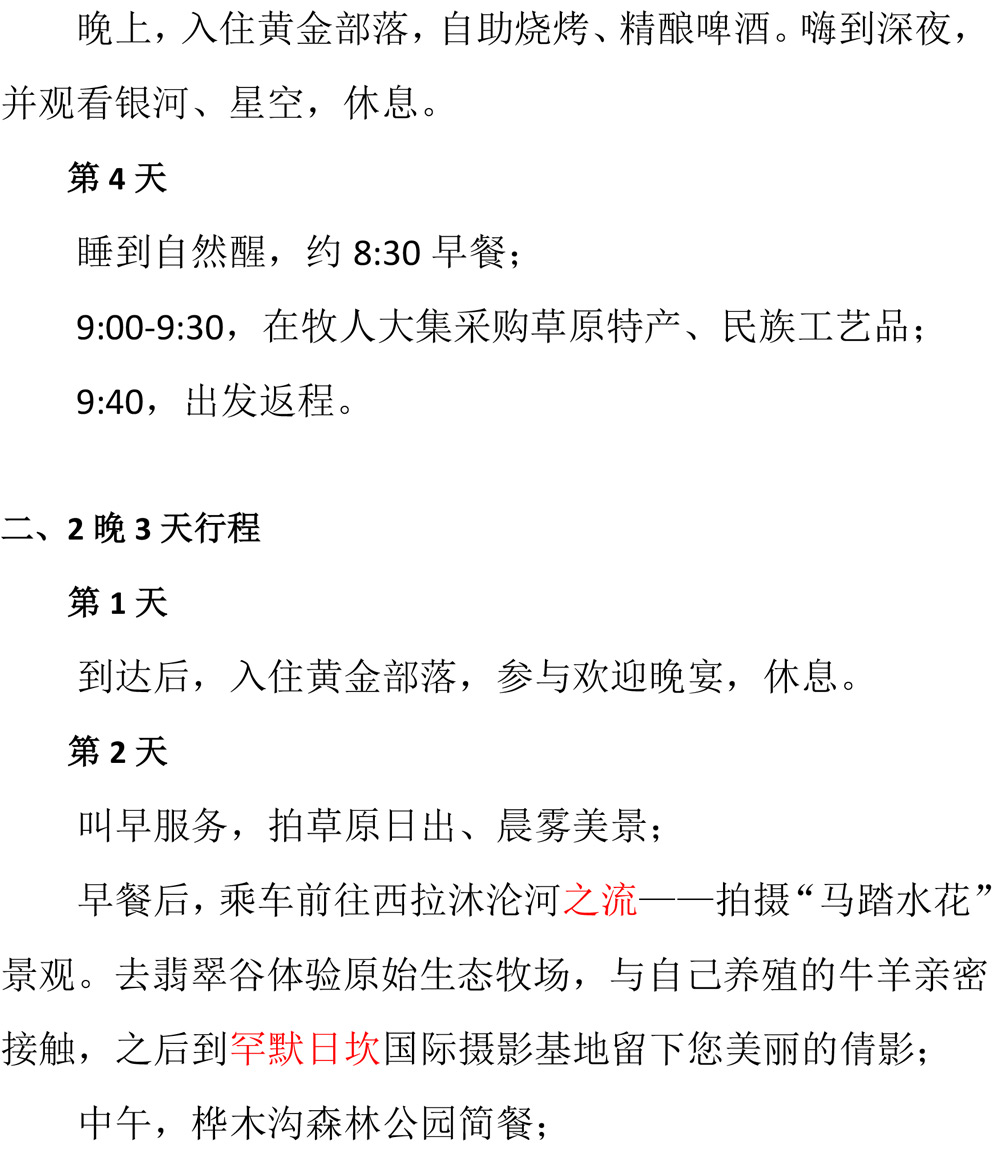 晚上，入住黄金部落，自助烧烤、精酿啤酒。嗨到深夜，
并观看银河、星空，休息。
第 4 天
睡到自然醒，约 8:30 早餐；
9:00-9:30，在牧人大集采购草原特产、民族工艺品；
9:40，出发返程。
二、2 晚 3 天行程
第 1 天
到达后，入住黄金部落，参与欢迎晚宴，休息。
第 2 天
叫早服务，拍草原日出、晨雾美景；
早餐后，乘车前往西拉沐沦河之流——拍摄“马踏水花”
景观。去翡翠谷体验原始生态牧场，与自己养殖的牛羊亲密
接触，之后到罕默日坎国际摄影基地留下您美丽的倩影；
中午，桦木沟森林公园简餐；